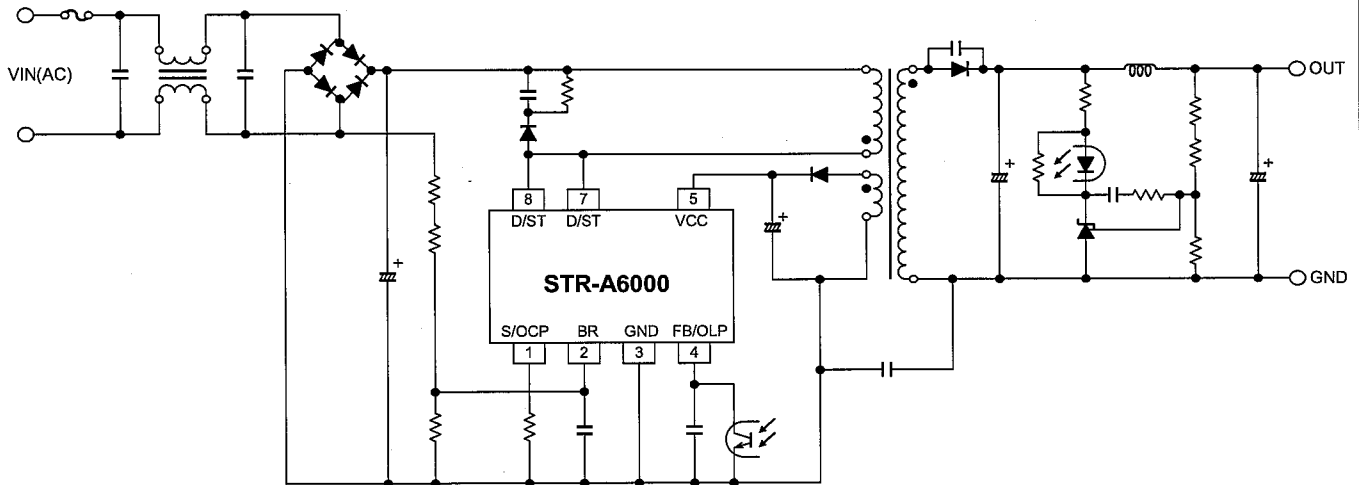 VIN(AC)
OUT
8
7
5
D/ST
D/ST
VCC
STR-A6000
GND
S/OCP
BR
GND
FB/OLP
1
2
3
4
+
+
+
+